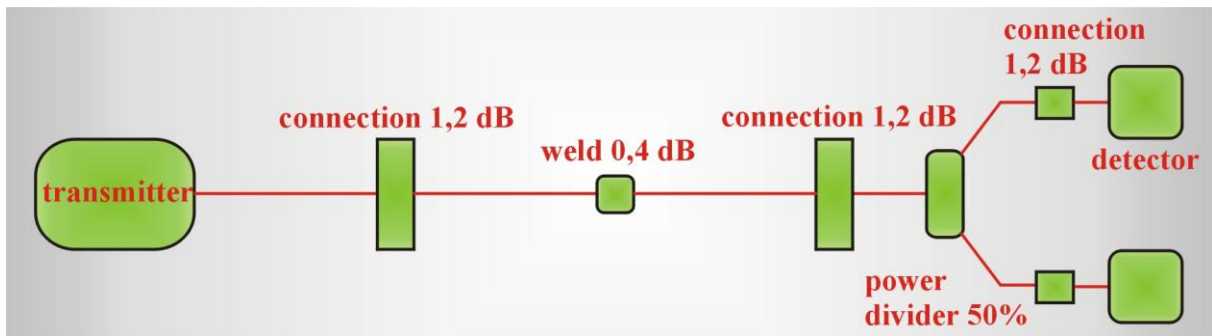 transmitter
connection 1,2 dB
weld 0,4 dB
connection 1,2 dB
connection
1,2 dB
detector
power
divider 50%